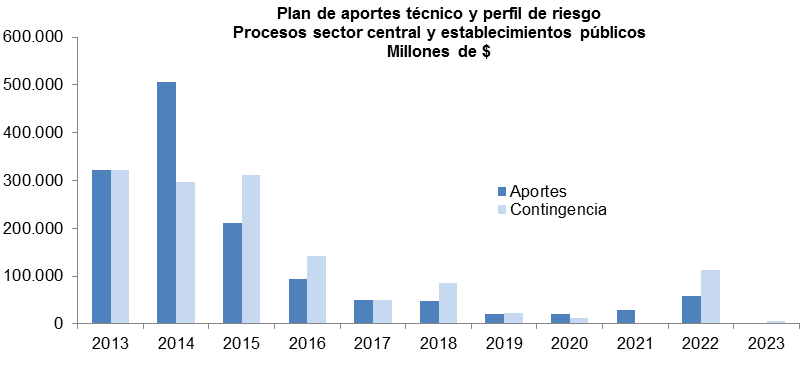 Plan de aportes técnico y perfil de riesgo
Procesos sector central y establecimientos públicos
Millones de $
600.000
500.000
400.000
300.000
200.000
100.000
0
Aportes
Contingencia
2013 2014 2015 2016 2017 2018 2019 2020 2021 2022 2023